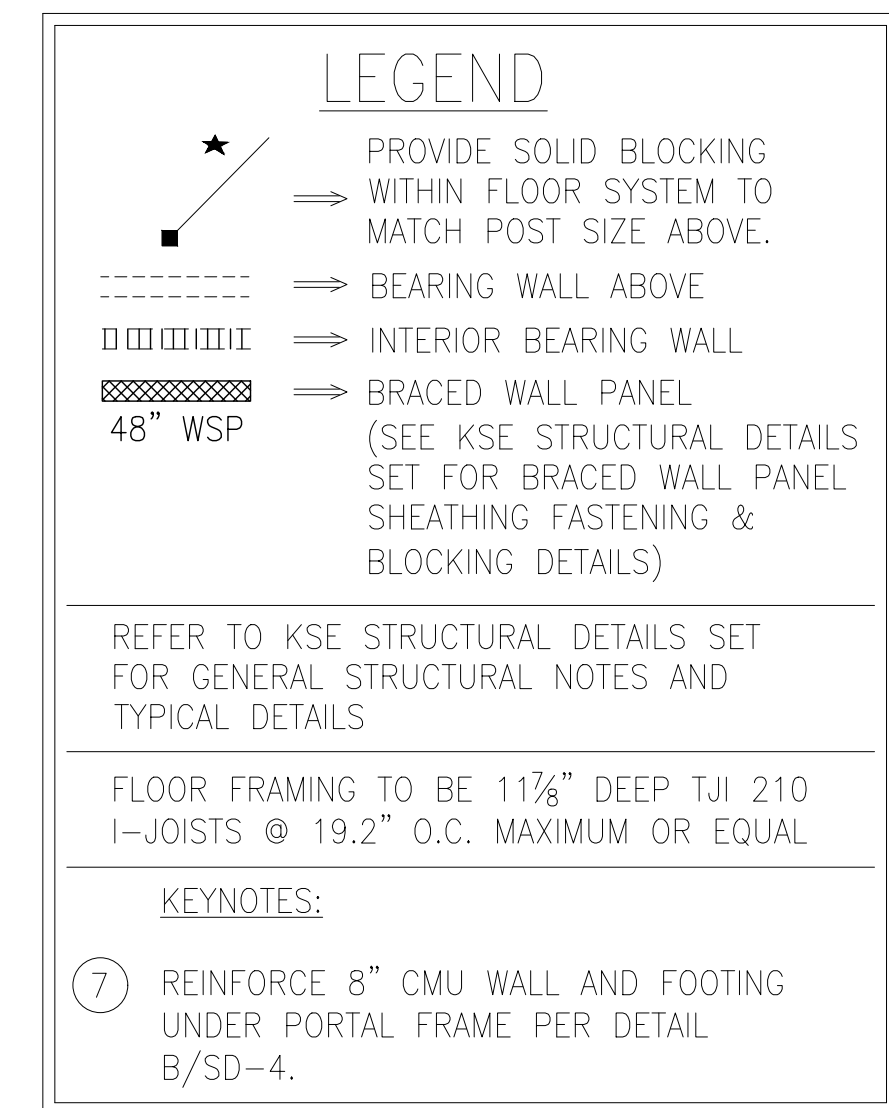 LEGEND
PROVIDE SOLID BLOCKING
WITHIN FLOOR SYSTEM TO
MATCH POST SIZE ABOVE.
BEARING WALL ABOVE
INTERIOR BEARING WALL
BRACED WALL PANEL
48” WSP
(SEE KSE STRUCTURAL DETAILS
SET FOR BRACED WALL PANEL
SHEATHING FASTENING &
BLOCKING DETAILS)
REFER TO KSE STRUCTURAL DETAILS SET
FOR GENERAL STRUCTURAL NOTES AND
TYPICAL DETAILS
FLOOR FRAMING TO BE 11⅞” DEEP TJI 210
I–JOISTS @ 19.2” O.C. MAXIMUM OR EQUAL
KEYNOTES:
7 REINFORCE 8” CMU WALL AND FOOTING
UNDER PORTAL FRAME PER DETAIL
B/SD–4.